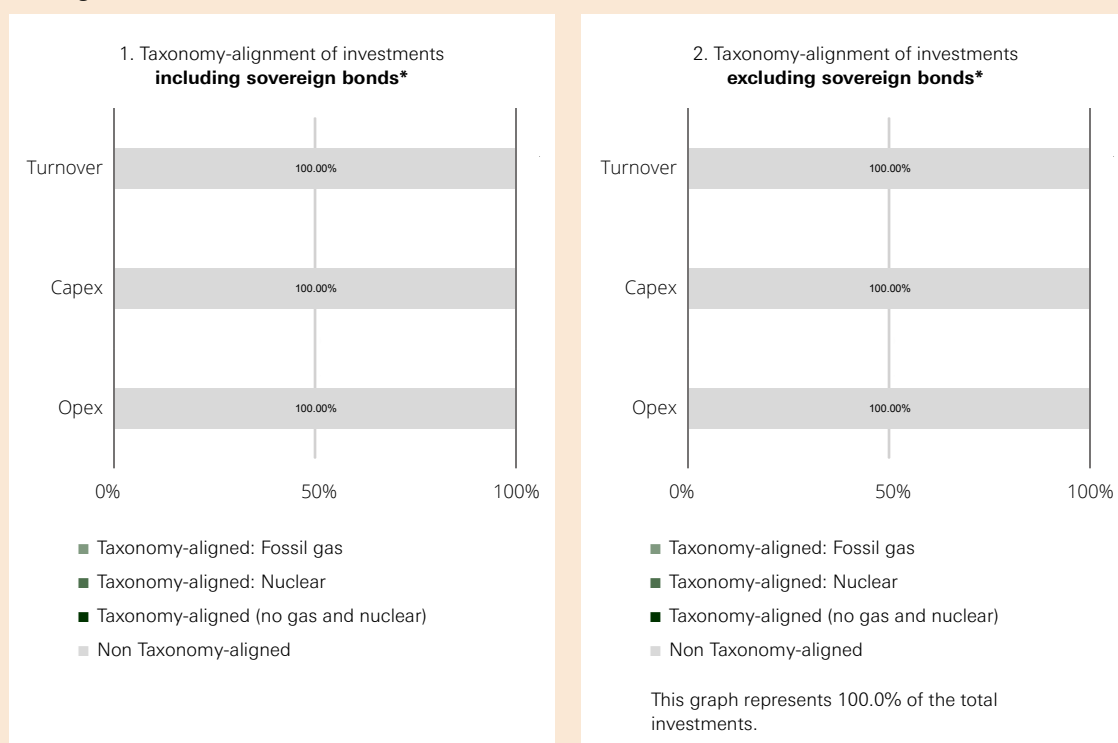 1. Taxonomy-alignment of investments
including sovereign bonds*
Turnover
100.00%
Capex
100.00%
Opex
100.00%
0%
50%
100%
Taxonomy-aligned: Fossil gas
Taxonomy-aligned: Nuclear
Taxonomy-aligned (no gas and nuclear)
Non Taxonomy-aligned
2. Taxonomy-alignment of investments
excluding sovereign bonds*
Turnover
100.00%
Capex
100.00%
Opex
100.00%
0%
50%
100%
Taxonomy-aligned: Fossil gas
Taxonomy-aligned: Nuclear
Taxonomy-aligned (no gas and nuclear)
Non Taxonomy-aligned
This graph represents 100.0% of the total
investments.